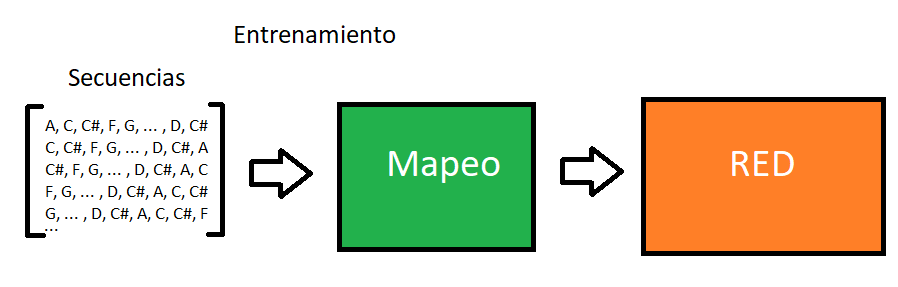 Entrenamiento
Secuencias
A, C, C#, F, G, ... , D, C#
C, C#, F, G, ... , D, C#, A
C#, F, G, ... , D, C#, A, C
F, G, ... , D, C#, A, C, C#
G, ... , D, C#, A, C, C#, F
...
Mapeo
RED